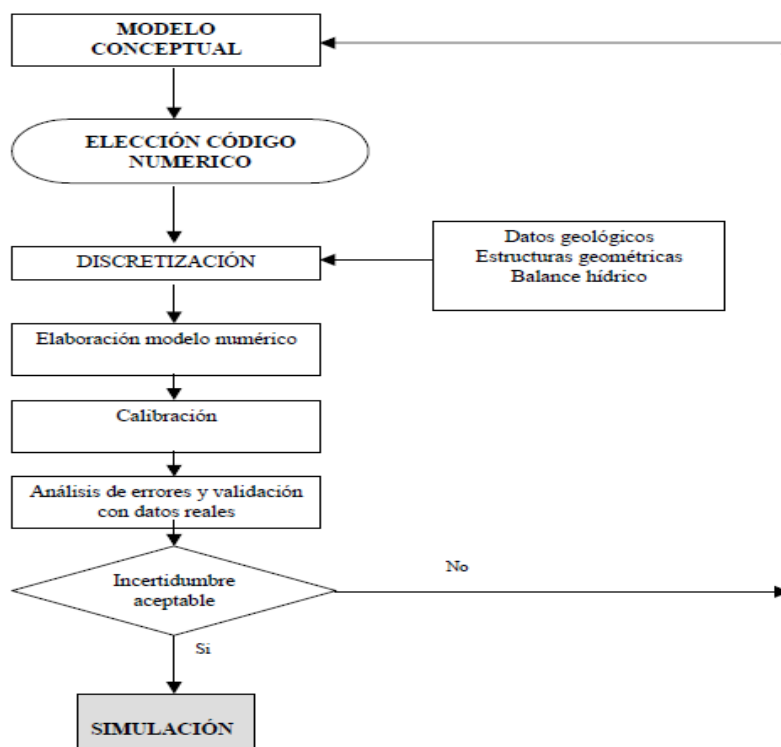 MODELO
CONCEPTUAL
ELECCIÓN CÓDIGO
NUMERICO
DISCRETIZACIÓN
Datos geológicos
Estructuras geométricas
Balance hídrico
Elaboración modelo numérico
Calibración
Análisis de errores y validación
con datos reales
Incertidumbre
aceptable
No
Si
SIMULACIÓN